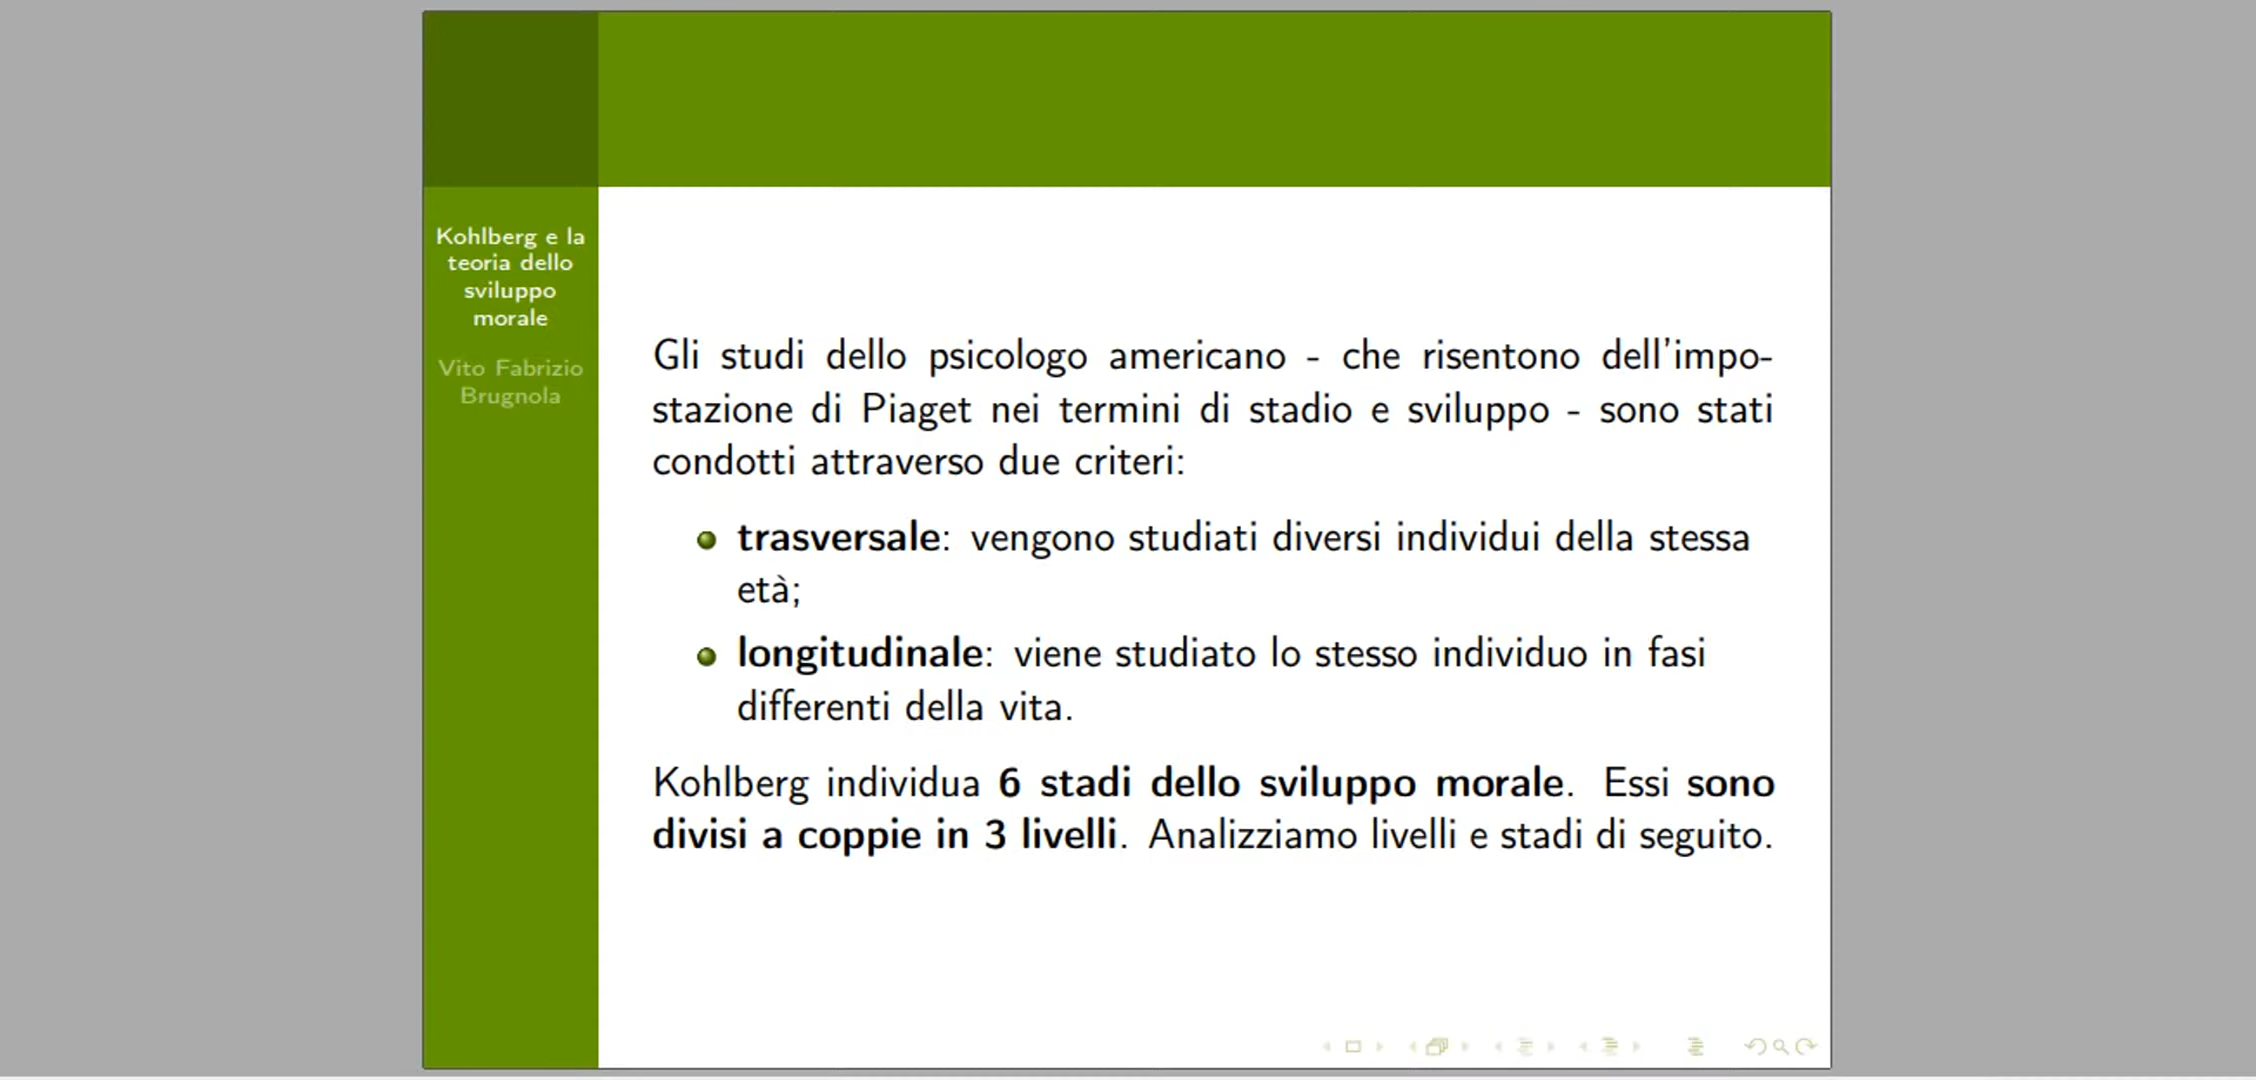 Kohlberg e la
teoria dello
sviluppo
morale
Vito Fabrizio
Brugnola
Gli studi dello psicologo americano - che risentono dell'impo-
stazione di Piaget nei termini di stadio e sviluppo - sono stati
condotti attraverso due criteri:
trasversale: vengono studiati diversi individui della stessa
età;
longitudinale: viene studiato lo stesso individuo in fasi
differenti della vita.
Kohlberg individua 6 stadi dello sviluppo morale. Essi sono
divisi a coppie in 3 livelli. Analizziamo livelli e stadi di seguito.